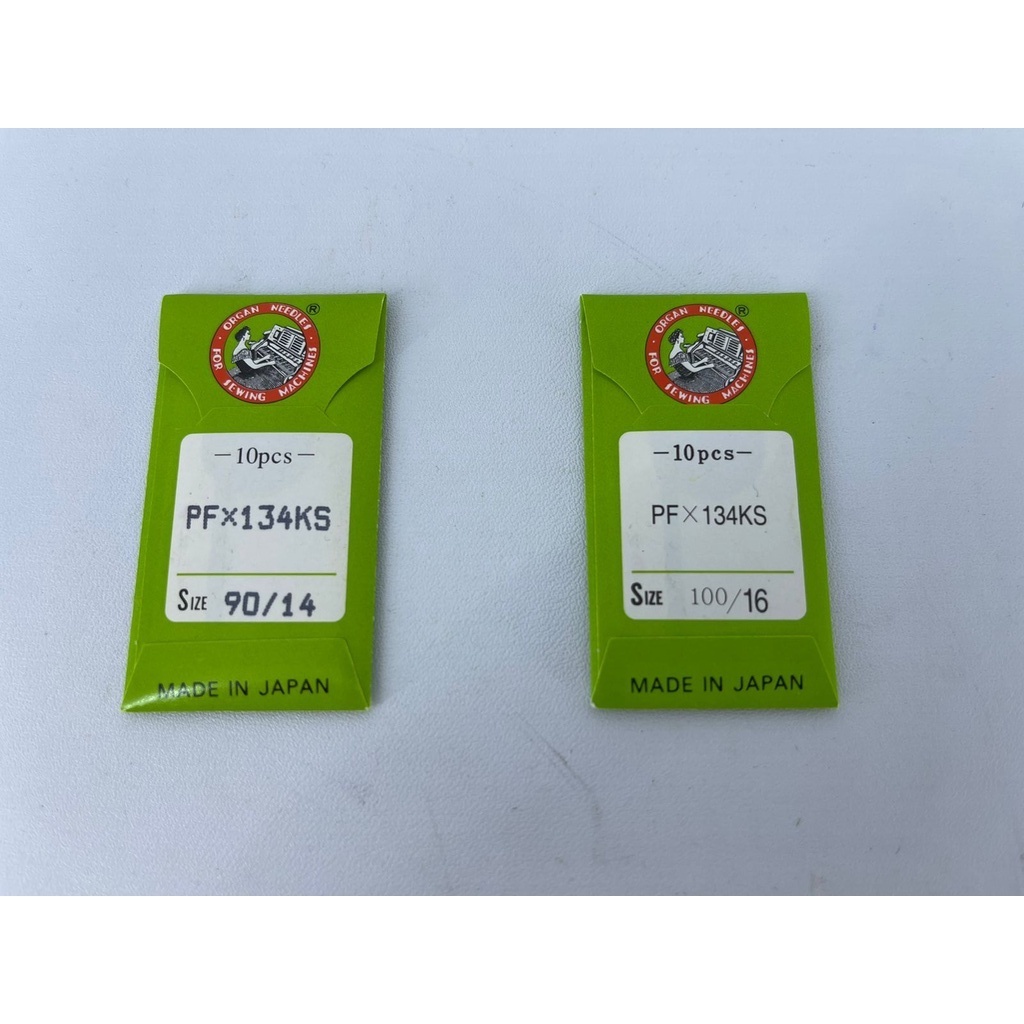 ORGAN NEEDLES ®
FOR SEWING MACHINES
－10pcs－
PF×134KS
SIZE 90/14
MADE IN JAPAN
ORGAN NEEDLES ®
FOR SEWING MACHINES
－10pcs－
PF×134KS
SIZE 100/16
MADE IN JAPAN